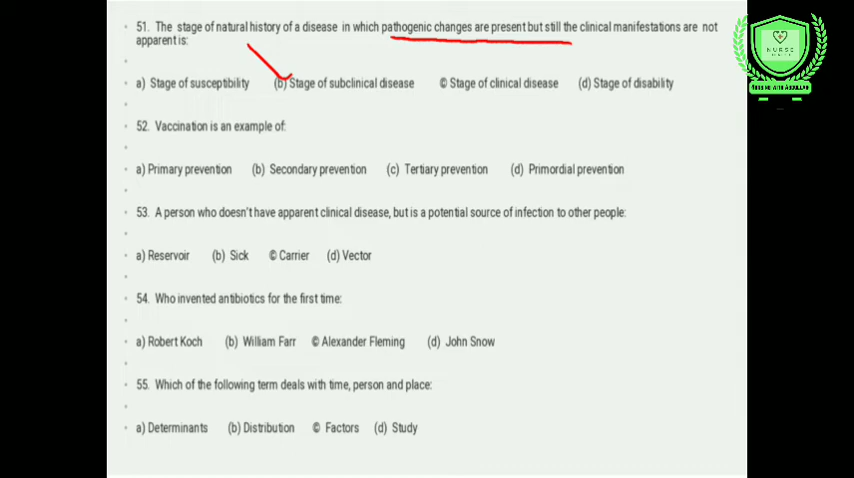 51. The stage of natural history of a disease in which pathogenic changes are present but still the clinical manifestations are not
apparent is:
a) Stage of susceptibility (b) Stage of subclinical disease © Stage of clinical disease (d) Stage of disability
52. Vaccination is an example of:
a) Primary prevention (b) Secondary prevention (c) Tertiary prevention (d) Primordial prevention
53. A person who doesn't have apparent clinical disease, but is a potential source of infection to other people:
a) Reservoir (b) Sick © Carrier (d) Vector
54. Who invented antibiotics for the first time:
a) Robert Koch (b) William Farr © Alexander Fleming (d) John Snow
55. Which of the following term deals with time, person and place:
a) Determinants (b) Distribution © Factors (d) Study
NURSE
NURSING WITH ABDULLAH